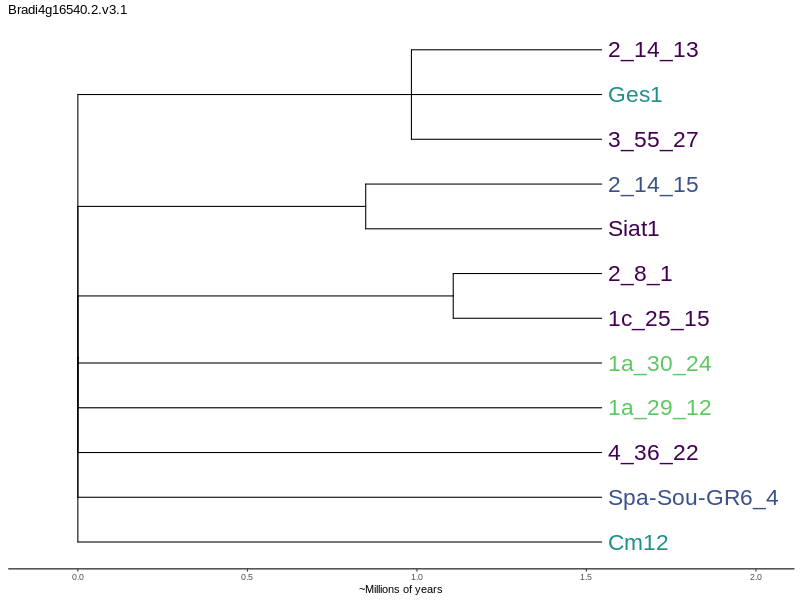 Bradi4g16540.2.v3.1
2_14_13
Ges1
3_55_27
2_14_15
Siat1
2_8_1
1c_25_15
1a_30_24
1a_29_12
4_36_22
Spa-Sou-GR6_4
Cm12
0.0 0.5 1.0 1.5 2.0
~Millions of years